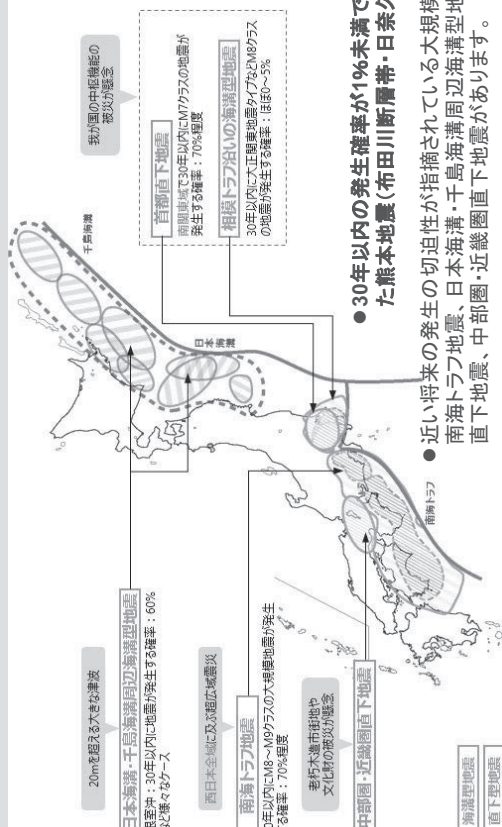 20mを超える大きな津波
日本海溝・千島海溝周辺海溝型地震
根室沖：30年以内に地震が発生する確率：60%
など様々なケース
西日本全域に及ぶ超広域震災
南海トラフ地震
0年以内にM8～M9クラスの大規模地震が発生
る確率：70%程度
老朽木造市街地や
文化財の被災が懸念
中部圏・近畿圏直下地震
海溝型地震
直下型地震
千島海溝
日本海溝
南海トラフ
我が国の中枢機能の
被災が懸念
首都直下地震
南関東域で30年以内にM7クラスの地震が
発生する確率：70%程度
相模トラフ沿いの海溝型地震
30年以内に大正関東地震タイプなどM8クラス
の地震が発生する確率：ほぼ0～5%
●30年以内の発生確率が1%未満で
た熊本地震（布田川断層帯・日奈久
●近い将来の発生の切迫性が指摘されている大規模
南海トラフ地震、日本海溝・千島海溝周辺海溝型地
直下地震、中部圏・近畿圏直下地震があります。